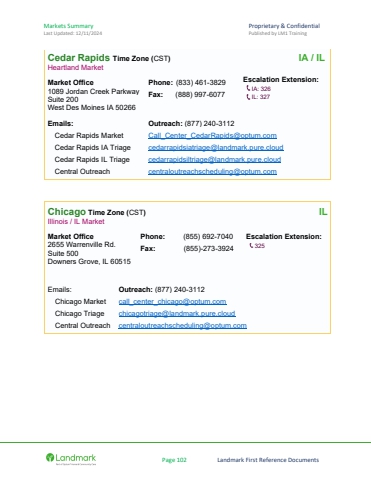 Markets Summary
Proprietary & Confidential
Last Updated: 12/11/2024
Published by LM1 Training
Cedar Rapids Time Zone (CST)
IA / IL
Heartland Market
Market Office
Phone: (833) 461-3829
Escalation Extension:
1089 Jordan Creek Parkway
Fax: (888) 997-6077
IA: 326
Suite 200
IL: 327
West Des Moines IA 50266
Emails:
Outreach: (877) 240-3112
Cedar Rapids Market
Call_Center_CedarRapids@optum.com
Cedar Rapids IA Triage
cedarrapidsiatriage@landmark.pure.cloud
Cedar Rapids IL Triage
cedarrapidsiltriage@landmark.pure.cloud
Central Outreach
centraloutreachscheduling@optum.com
Chicago Time Zone (CST)
IL
Illinois / IL Market
Market Office
Phone: (855) 692-7040
Escalation Extension:
2655 Warrenville Rd.
Fax: (855)-273-3924
325
Suite 500
Downers Grove, IL 60515
Emails:
Outreach: (877) 240-3112
Chicago Market
call_center_chicago@optum.com
Chicago Triage
chicagotriage@landmark.pure.cloud
Central Outreach
centraloutreachscheduling@optum.com
Landmark
Page 102
Landmark First Reference Documents